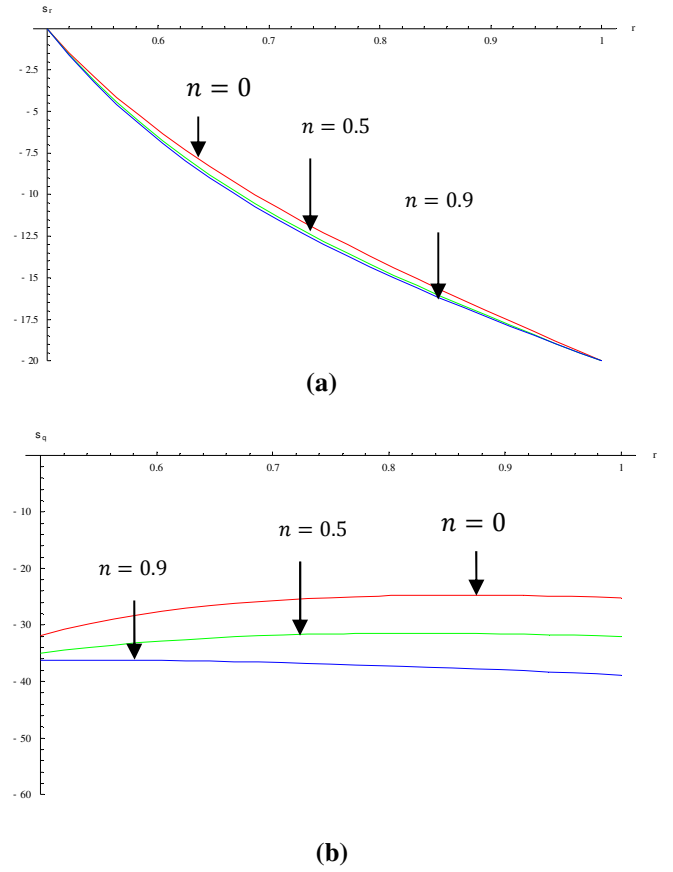 s r
0.6 0.7 0.8 0.9 1 r
- 2.5
n = 0
- 5
n = 0.5
- 7.5
- 10
n = 0.9
- 12.5
- 15
- 17.5
- 20
(a)
s q
0.6 0.7 0.8 0.9 1 r
- 10
n = 0
n = 0.5
- 20
n = 0.9
- 30
- 40
- 50
- 60
(b)